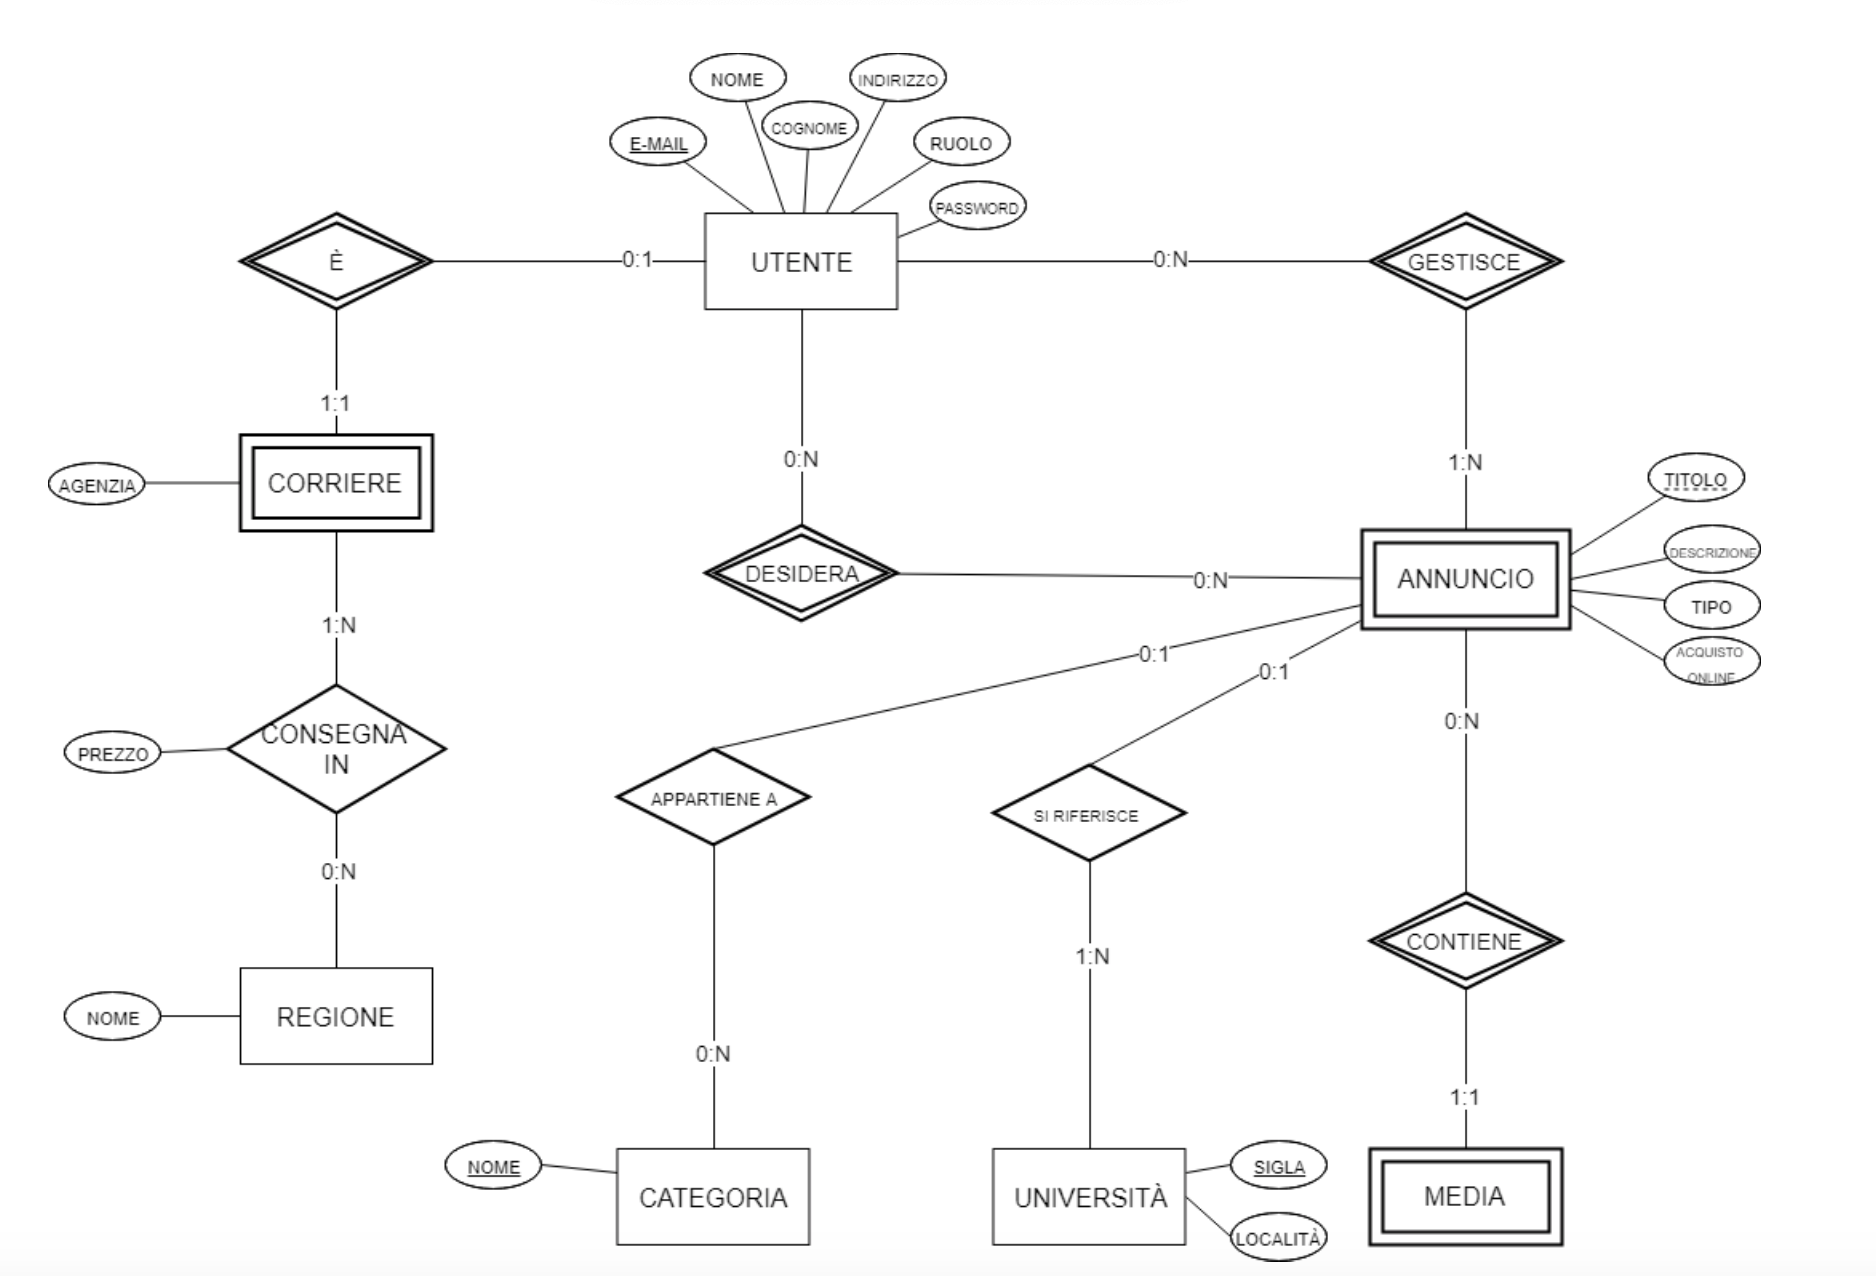 NOME
INDIRIZZO
COGNOME
E-MAIL
RUOLO
PASSWORD
È
0:1
UTENTE
0:N
GESTISCE
1:1
0:N
1:N
AGENZIA
CORRIERE
TITOLO
DESCRIZIONE
DESIDERA
0:N
ANNUNCIO
TIPO
1:N
0:1
0:1
ACQUISTO
ONLINE
0:N
PREZZO
CONSEGNA
IN
APPARTIENE A
SI RIFERISCE
0:N
CONTIENE
1:N
NOME
REGIONE
0:N
1:1
NOME
CATEGORIA
UNIVERSITÀ
SIGLA
LOCALITÀ
MEDIA